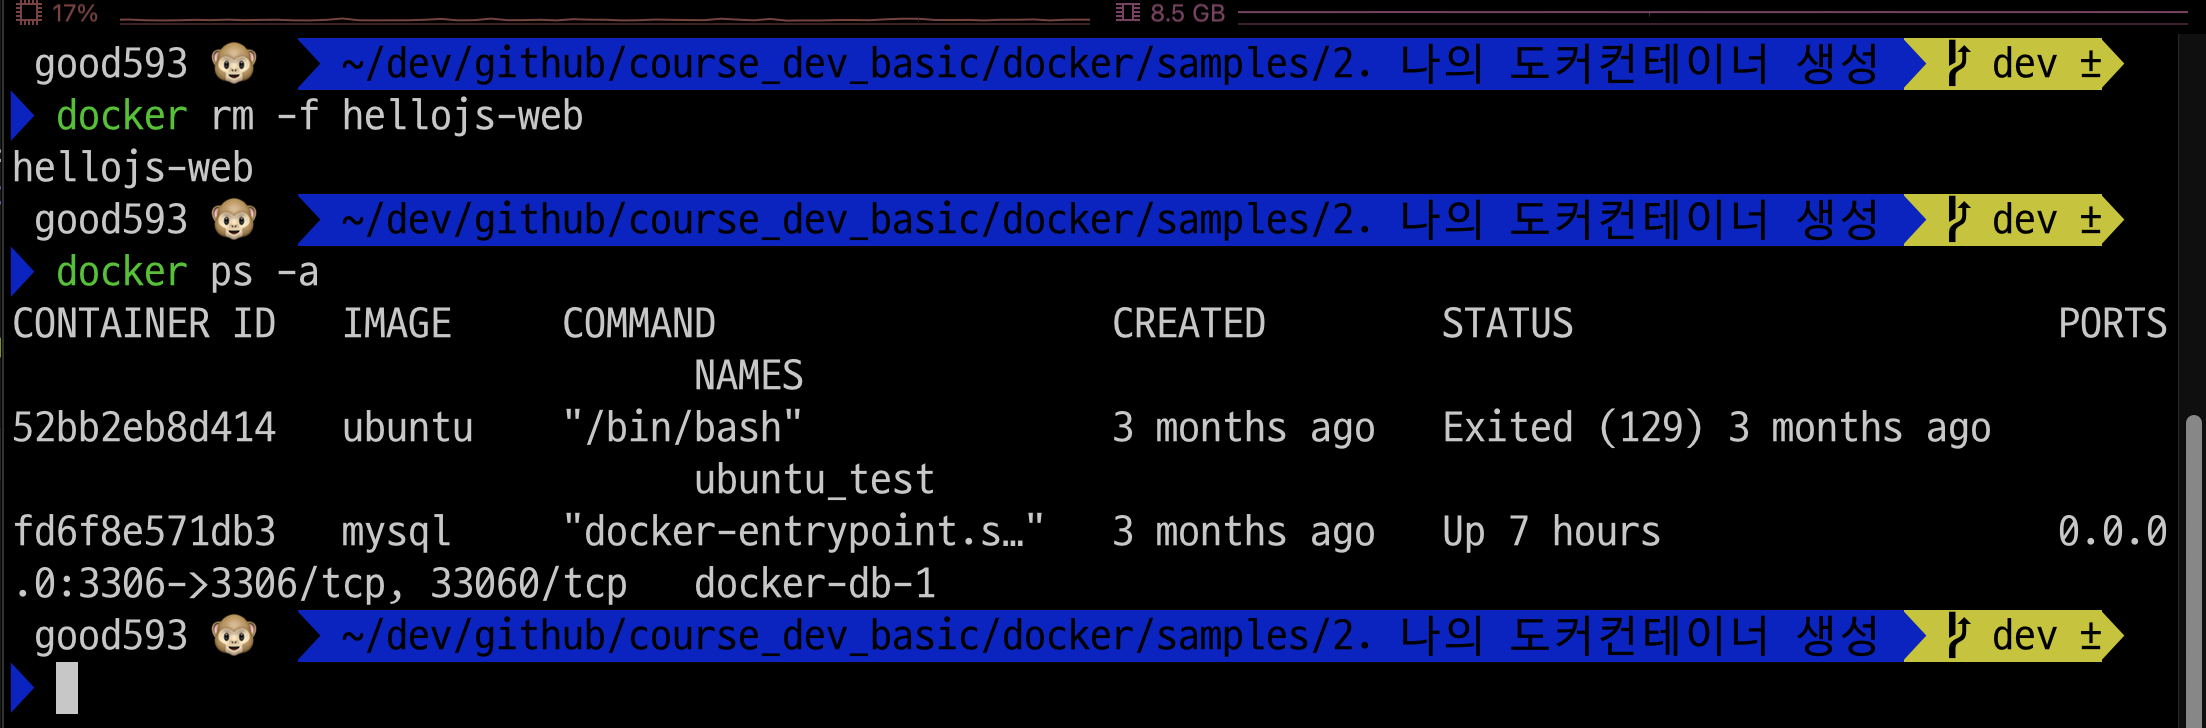 17% 8.5 GB
good593 🐵 ~/dev/github/course_dev_basic/docker/samples/2. 나의 도커컨테이너 생성 dev ±
docker rm -f hellojs-web
hellojs-web
good593 🐵 ~/dev/github/course_dev_basic/docker/samples/2. 나의 도커컨테이너 생성 dev ±
docker ps -a
CONTAINER ID   IMAGE     COMMAND                  CREATED        STATUS                      PORTS
NAMES
52bb2eb8d414   ubuntu    "/bin/bash"              3 months ago   Exited (129) 3 months ago
ubuntu_test
fd6f8e571db3   mysql     "docker-entrypoint.s…"   3 months ago   Up 7 hours                  0.0.0
.0:3306->3306/tcp, 33060/tcp   docker-db-1
good593 🐵 ~/dev/github/course_dev_basic/docker/samples/2. 나의 도커컨테이너 생성 dev ±